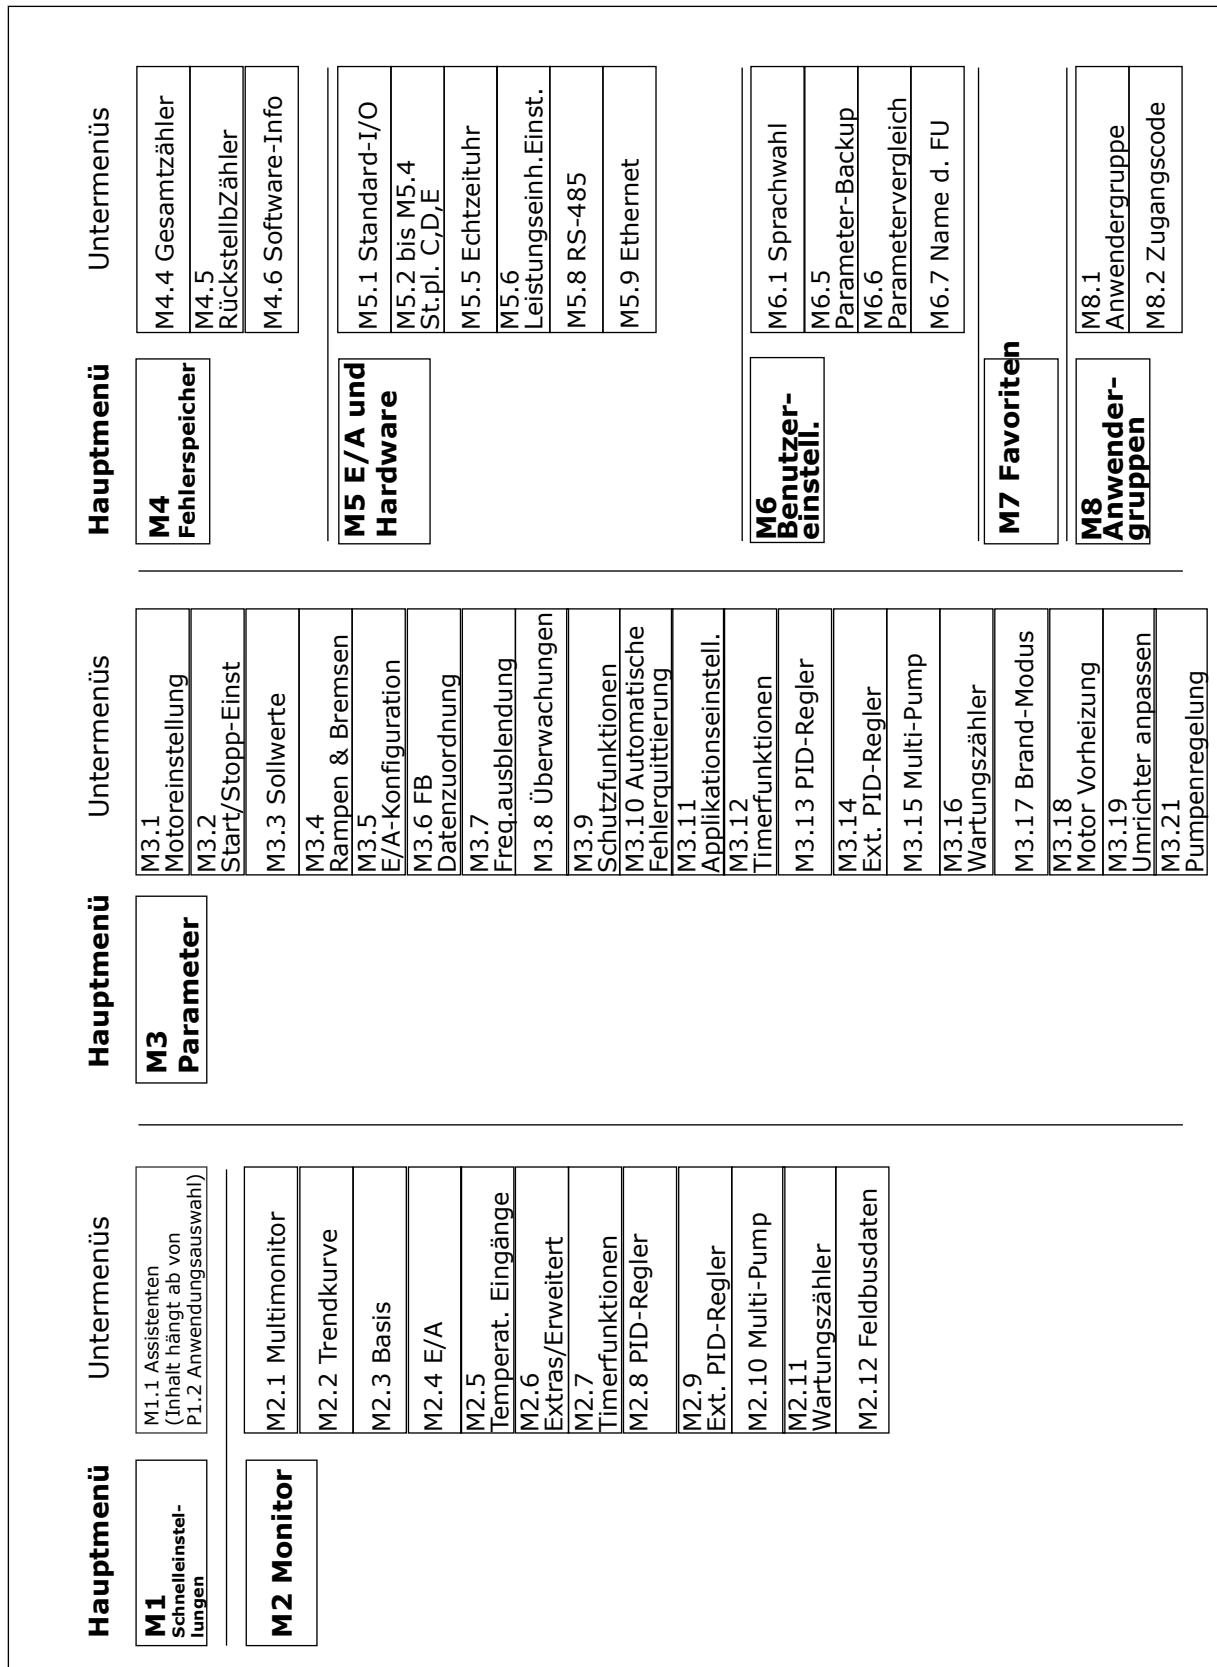 Hauptmenü
Untermenüs
M1
Schnelleinstel-
lungen
M1.1 Assistenten
(Inhalt hängt ab von
P1.2 Anwendungsauswahl)
M2 Monitor
M2.1 Multimonitor
M2.2 Trendkurve
M2.3 Basis
M2.4 E/A
M2.5
Temperat. Eingänge
M2.6
Extras/Erweitert
M2.7
Timerfunktionen
M2.8 PID-Regler
M2.9
Ext. PID-Regler
M2.10 Multi-Pump
M2.11
Wartungszähler
M2.12 Feldbusdaten
Hauptmenü
Untermenüs
M3
Parameter
M3.1
Motoreinstellung
M3.2
Start/Stopp-Einst
M3.3 Sollwerte
M3.4
Rampen & Bremsen
M3.5
E/A-Konfiguration
M3.6 FB
Datenzuordnung
M3.7
Freq.ausblendung
M3.8 Überwachungen
M3.9
Schutzfunktionen
M3.10 Automatische
Fehlerquittierung
M3.11
Applikationseinstell.
M3.12
Timerfunktionen
M3.13 PID-Regler
M3.14
Ext. PID-Regler
M3.15 Multi-Pump
M3.16
Wartungszähler
M3.17 Brand-Modus
M3.18
Motor Vorheizung
M3.19
Umrichter anpassen
M3.21
Pumpenregelung
Hauptmenü
Untermenüs
M4
Fehlerspeicher
M4.4 Gesamtzähler
M4.5
RückstellbZähler
M4.6 Software-Info
M5 E/A und
Hardware
M5.1 Standard-I/O
M5.2 bis M5.4
St.pl. C,D,E
M5.5 Echtzeituhr
M5.6
Leistungseinh.Einst.
M5.8 RS-485
M5.9 Ethernet
M6
Benutzer-
einstell.
M6.1 Sprachwahl
M6.5
Parameter-Backup
M6.6
Parametervergleich
M6.7 Name d. FU
M7 Favoriten
M8
Anwender-
gruppen
M8.1
Anwendergruppe
M8.2 Zugangscode